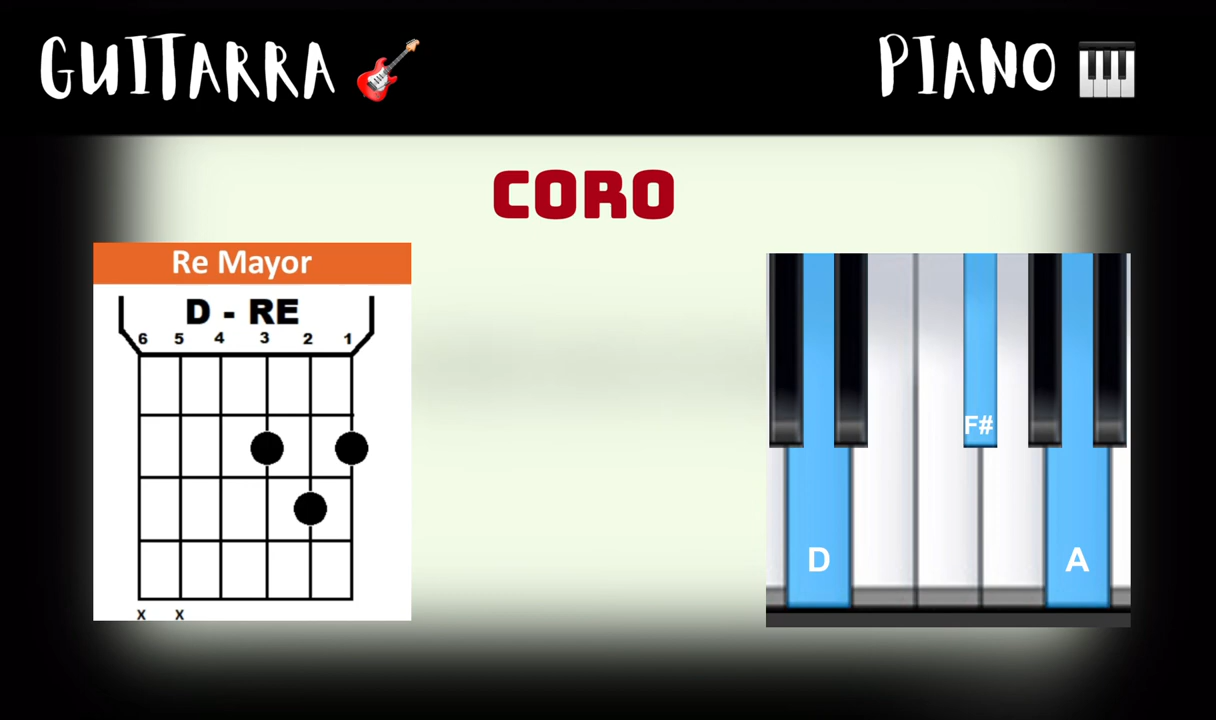 GUITARRA
PIANO
CORO
Re Mayor
D - RE
6 5 4 3 2 1
x x
F#
D
A